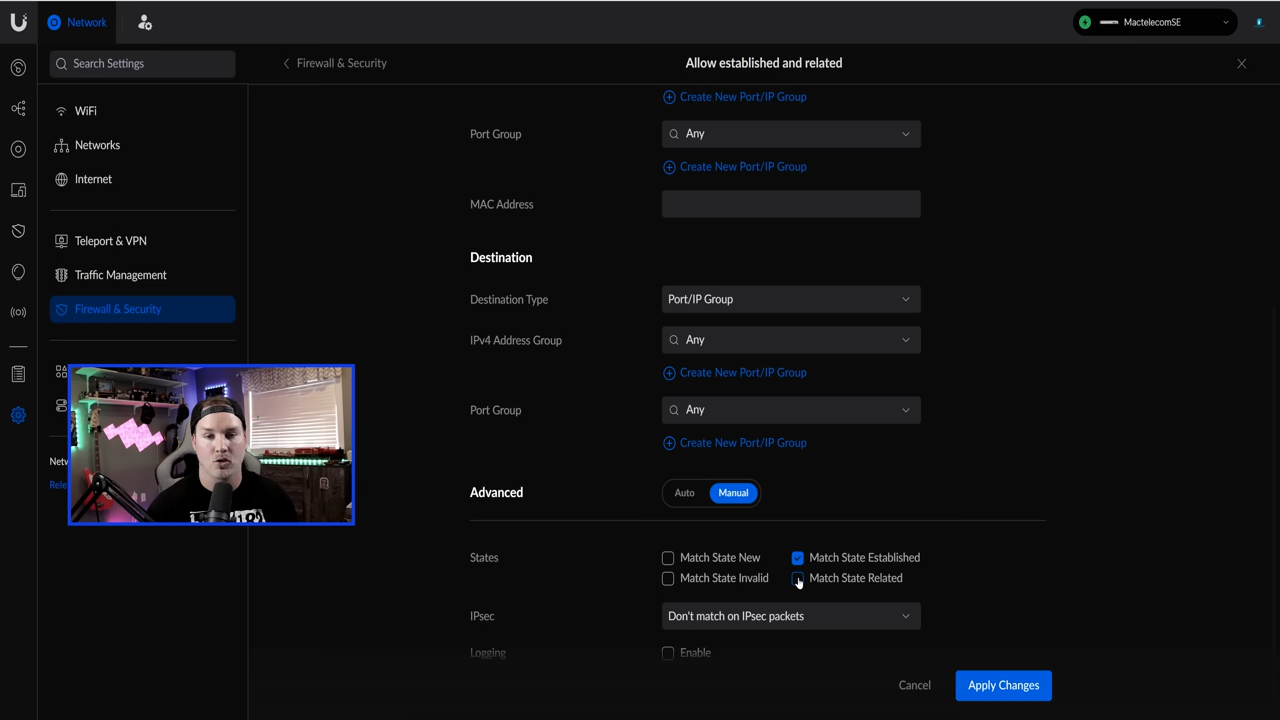 Network
MactelecomSE
Search Settings
Firewall & Security
Allow established and related
Create New Port/IP Group
WiFi
Port Group
Any
Networks
Create New Port/IP Group
Internet
MAC Address
Teleport & VPN
Destination
Traffic Management
Destination Type
Port/IP Group
Firewall & Security
IPv4 Address Group
Any
Create New Port/IP Group
Port Group
Any
Create New Port/IP Group
Advanced
Auto
Manual
States
Match State New
Match State Established
Match State Invalid
Match State Related
IPsec
Don't match on IPsec packets
Logging
Enable
Cancel
Apply Changes